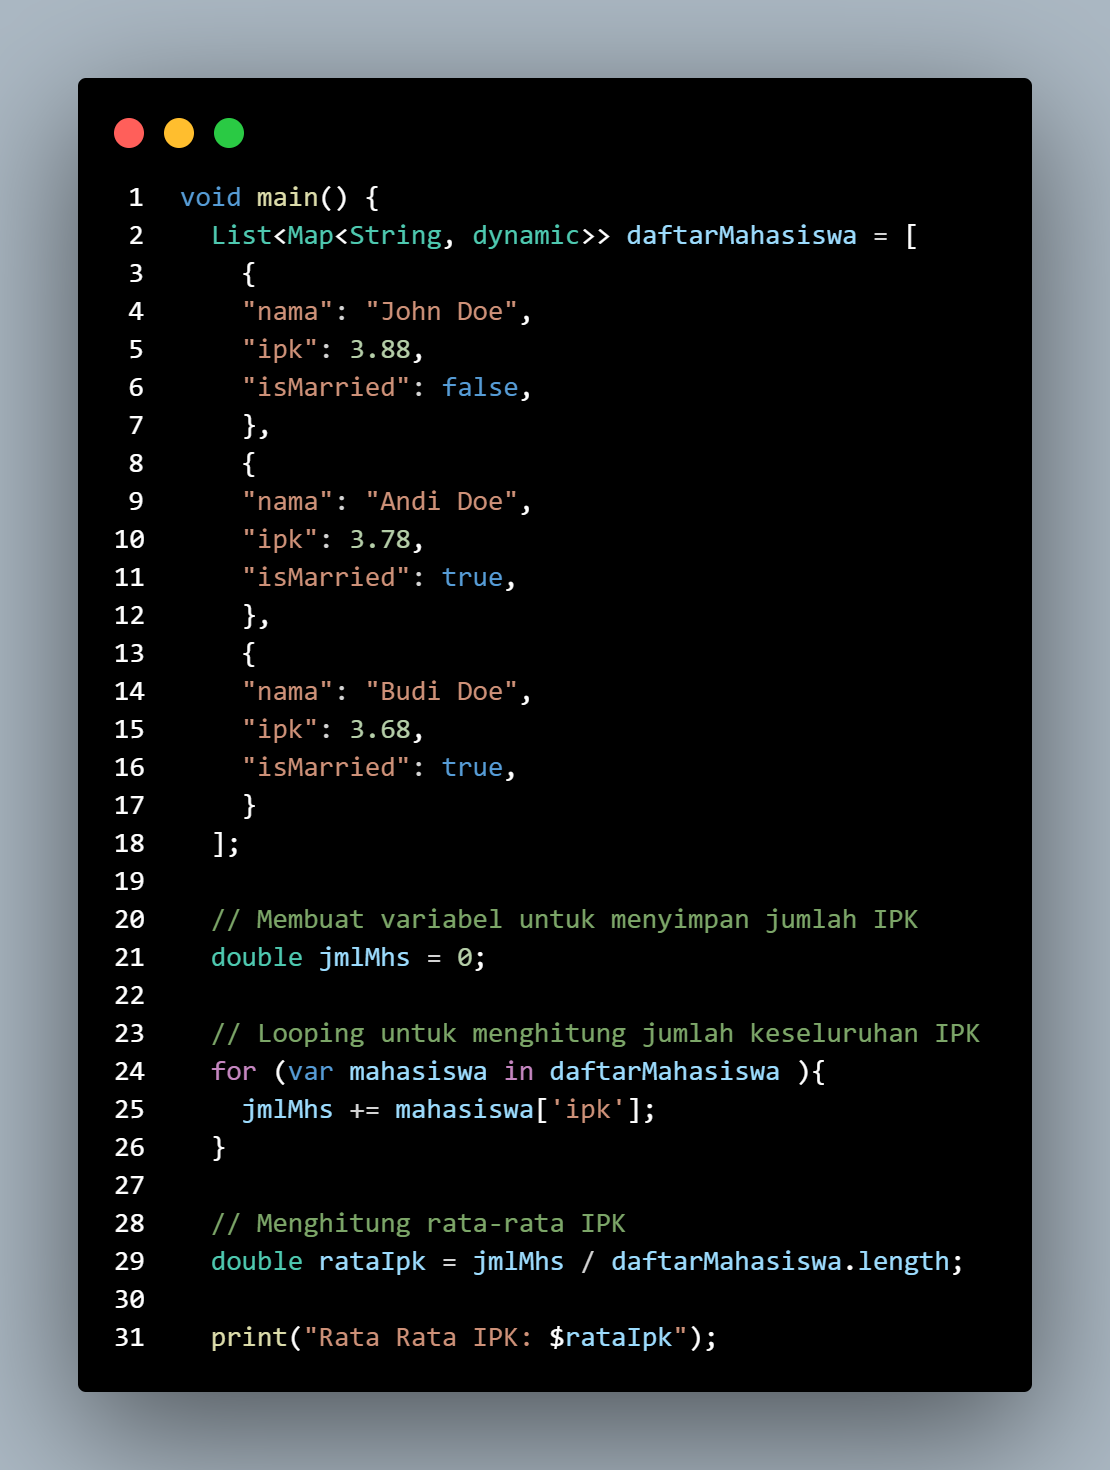 1 void main() {
2   List<Map<String, dynamic>> daftarMahasiswa = [
3     {
4     "nama": "John Doe",
5     "ipk": 3.88,
6     "isMarried": false,
7     },
8     {
9     "nama": "Andi Doe",
10     "ipk": 3.78,
11     "isMarried": true,
12     },
13     {
14     "nama": "Budi Doe",
15     "ipk": 3.68,
16     "isMarried": true,
17     }
18   ];
19
20   // Membuat variabel untuk menyimpan jumlah IPK
21   double jmlMhs = 0;
22
23   // Looping untuk menghitung jumlah keseluruhan IPK
24   for (var mahasiswa in daftarMahasiswa ){
25     jmlMhs += mahasiswa['ipk'];
26   }
27
28   // Menghitung rata-rata IPK
29   double rataIpk = jmlMhs / daftarMahasiswa.length;
30
31   print("Rata Rata IPK: $rataIpk");